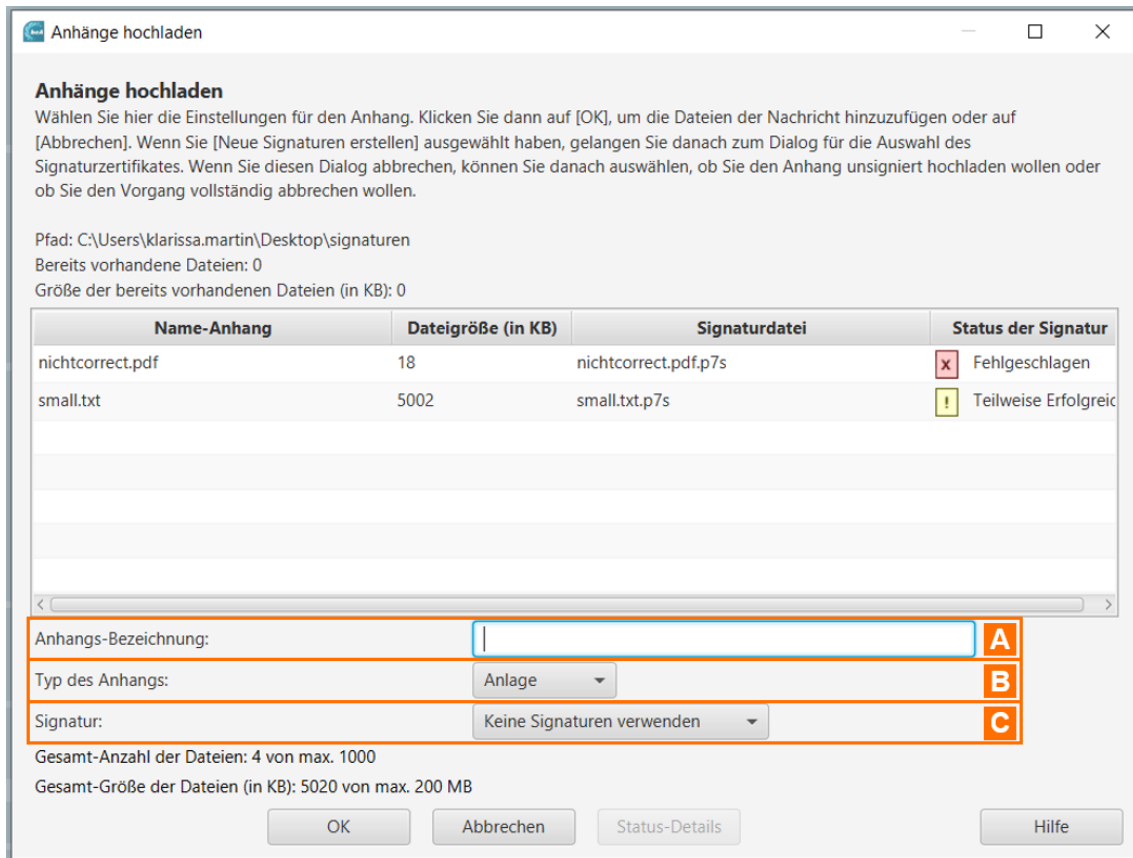 Anhänge hochladen
Anhänge hochladen
Wählen Sie hier die Einstellungen für den Anhang. Klicken Sie dann auf [OK], um die Dateien der Nachricht hinzuzufügen oder auf
[Abbrechen]. Wenn Sie [Neue Signaturen erstellen] ausgewählt haben, gelangen Sie danach zum Dialog für die Auswahl des
Signaturzertifikates. Wenn Sie diesen Dialog abbrechen, können Sie danach auswählen, ob Sie den Anhang unsigniert hochladen wollen oder
ob Sie den Vorgang vollständig abbrechen wollen.
Pfad: C:\Users\klarissa.martin\Desktop\signaturen
Bereits vorhandene Dateien: 0
Größe der bereits vorhandenen Dateien (in KB): 0
Name-Anhang Dateigröße (in KB) Signaturdatei Status der Signatur
nichtcorrect.pdf 18 nichtcorrect.pdf.p7s x Fehlgeschlagen
small.txt 5002 small.txt.p7s ! Teilweise Erfolgreic
Anhangs-Bezeichnung: A
Typ des Anhangs: Anlage B
Signatur: Keine Signaturen verwenden C
Gesamt-Anzahl der Dateien: 4 von max. 1000
Gesamt-Größe der Dateien (in KB): 5020 von max. 200 MB
OK Abbrechen Status-Details Hilfe